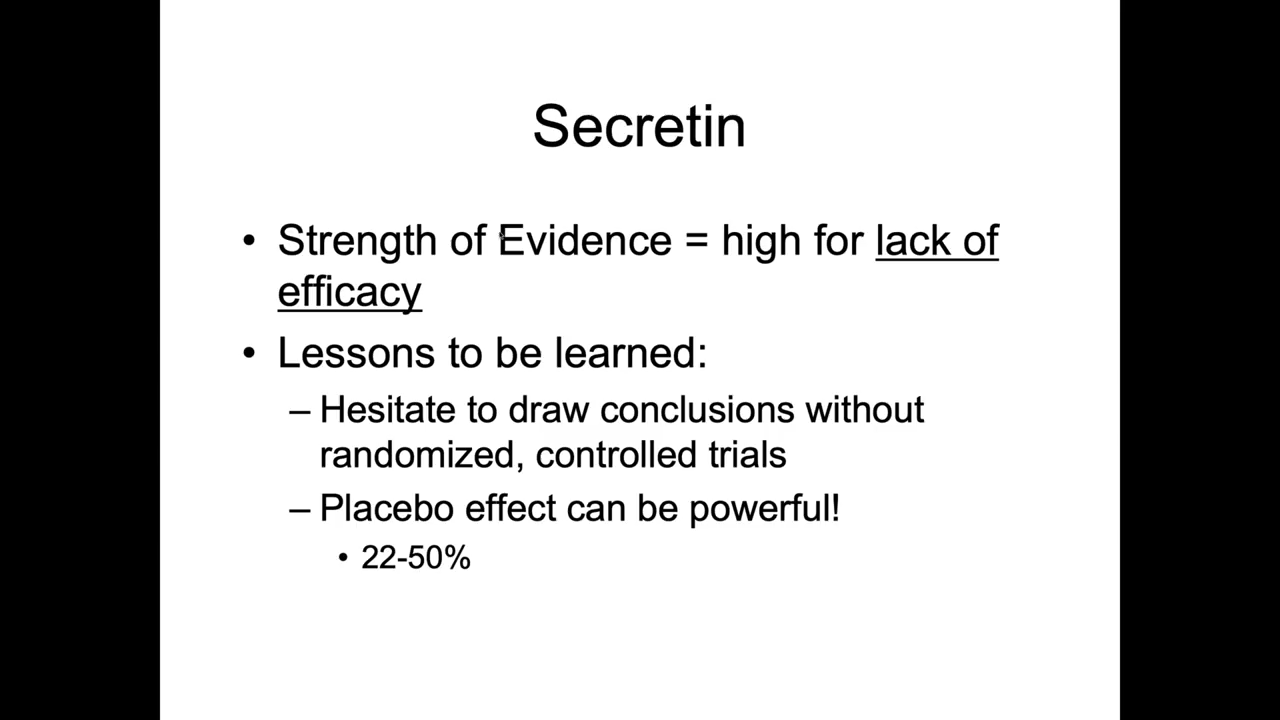 Secretin
• Strength of Evidence = high for lack of
efficacy
• Lessons to be learned:
– Hesitate to draw conclusions without
randomized, controlled trials
– Placebo effect can be powerful!
• 22-50%